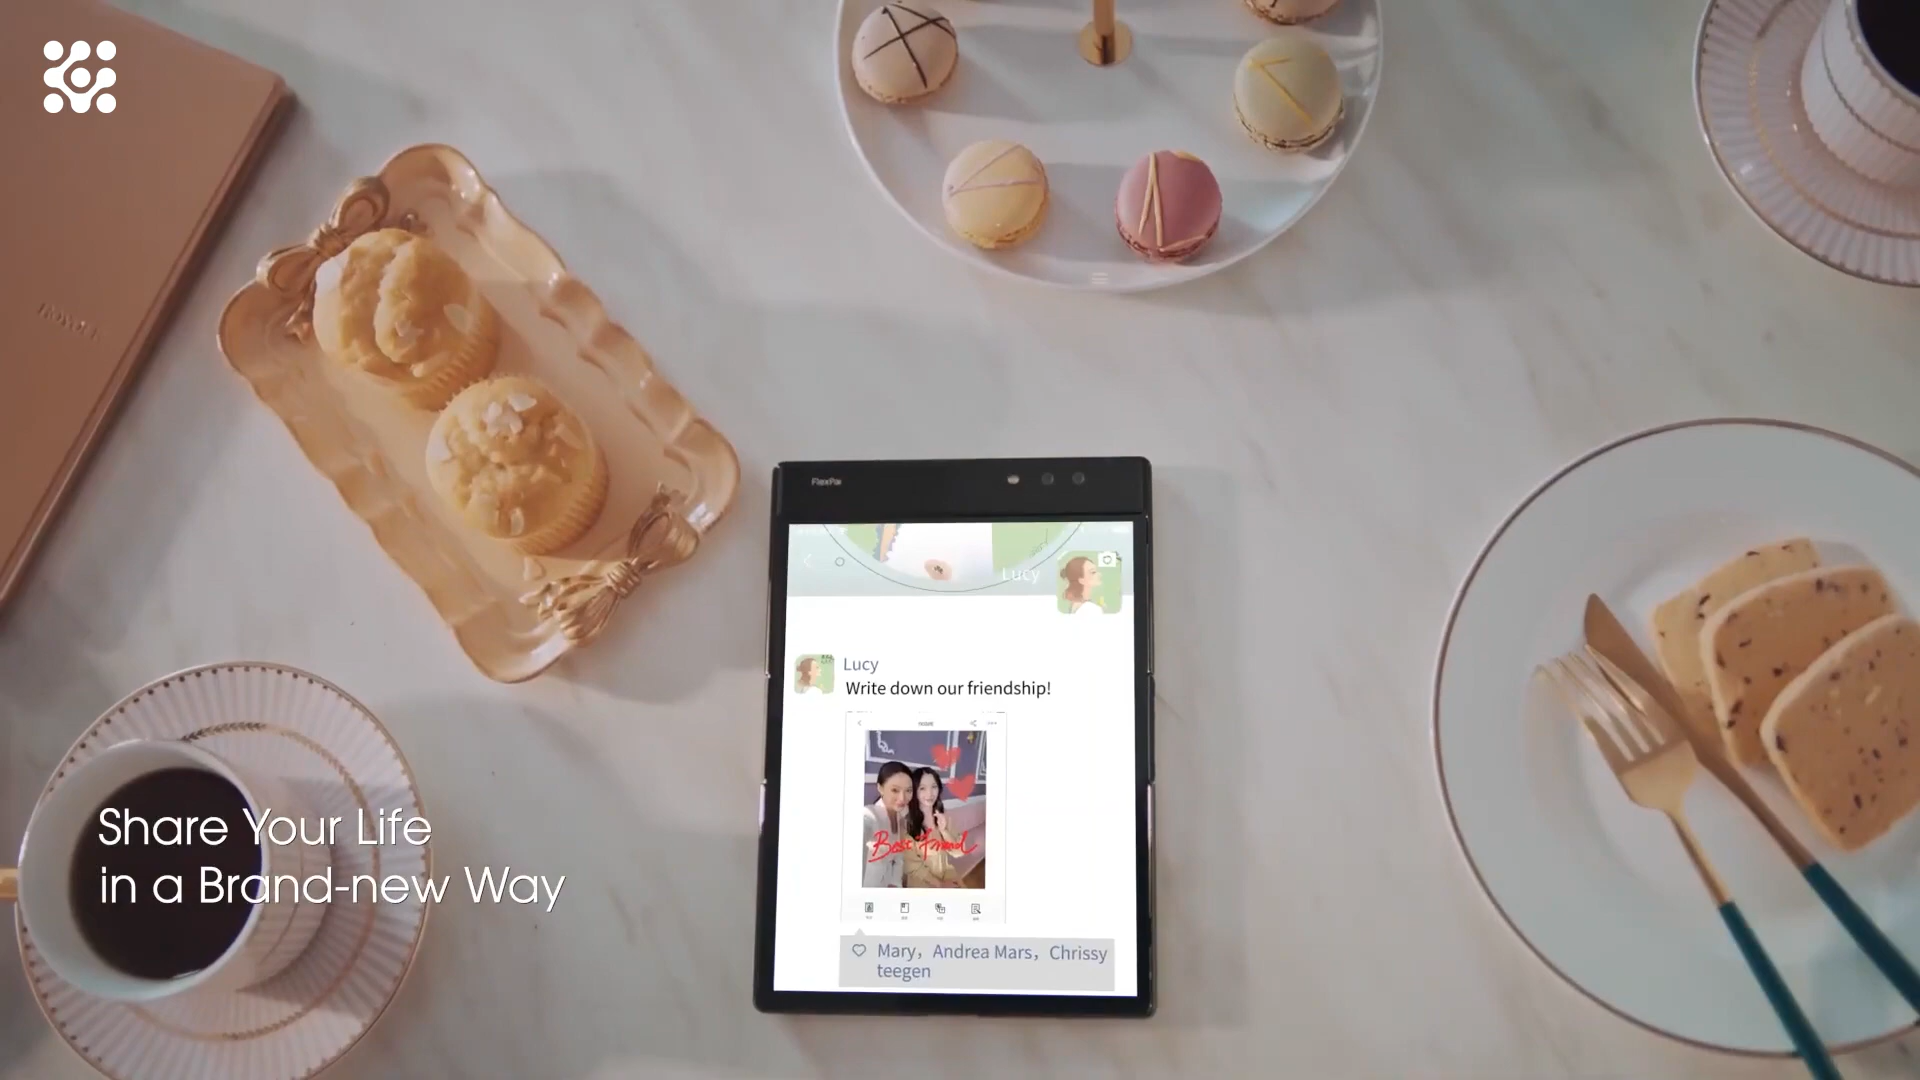 FlexPai
Lucy
Lucy
Write down our friendship!
Best Friend
Mary, Andrea Mars, Chrissy
teegen
Share Your Life
in a Brand-new Way